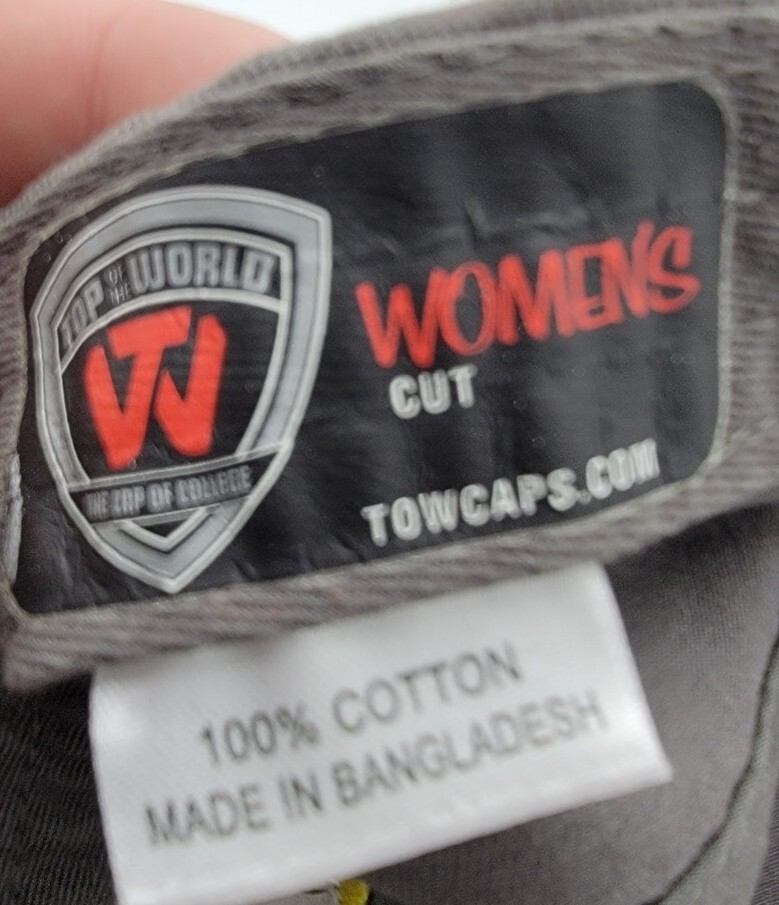 TOP OF THE WORLD
TW
THE CAP OF COLLEGE
WOMENS
CUT
TOWCAPS.COM
100% COTTON
MADE IN BANGLADESH